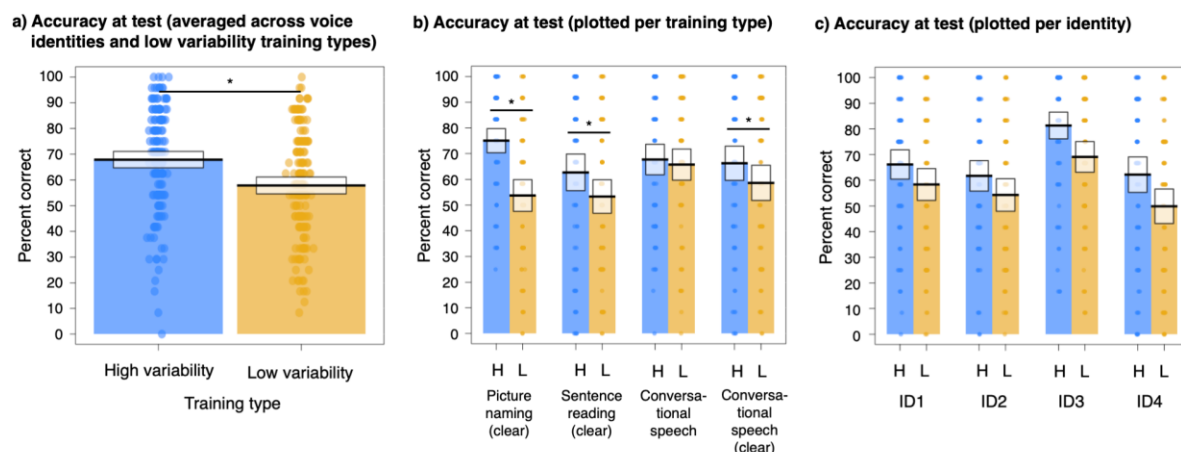 a) Accuracy at test (averaged across voice
identities and low variability training types)
Percent correct
100
90
80
70
60
50
40
30
20
10
0
*
High variability
Low variability
Training type
b) Accuracy at test (plotted per training type)
Percent correct
100
90
80
70
60
50
40
30
20
10
0
*
*
*
H L H L H L H L
Picture
naming
(clear)
Sentence
reading
(clear)
Conversa-
tional
speech
Conversa-
tional
speech
(clear)
c) Accuracy at test (plotted per identity)
Percent correct
100
90
80
70
60
50
40
30
20
10
0
H L H L H L H L
ID1 ID2 ID3 ID4